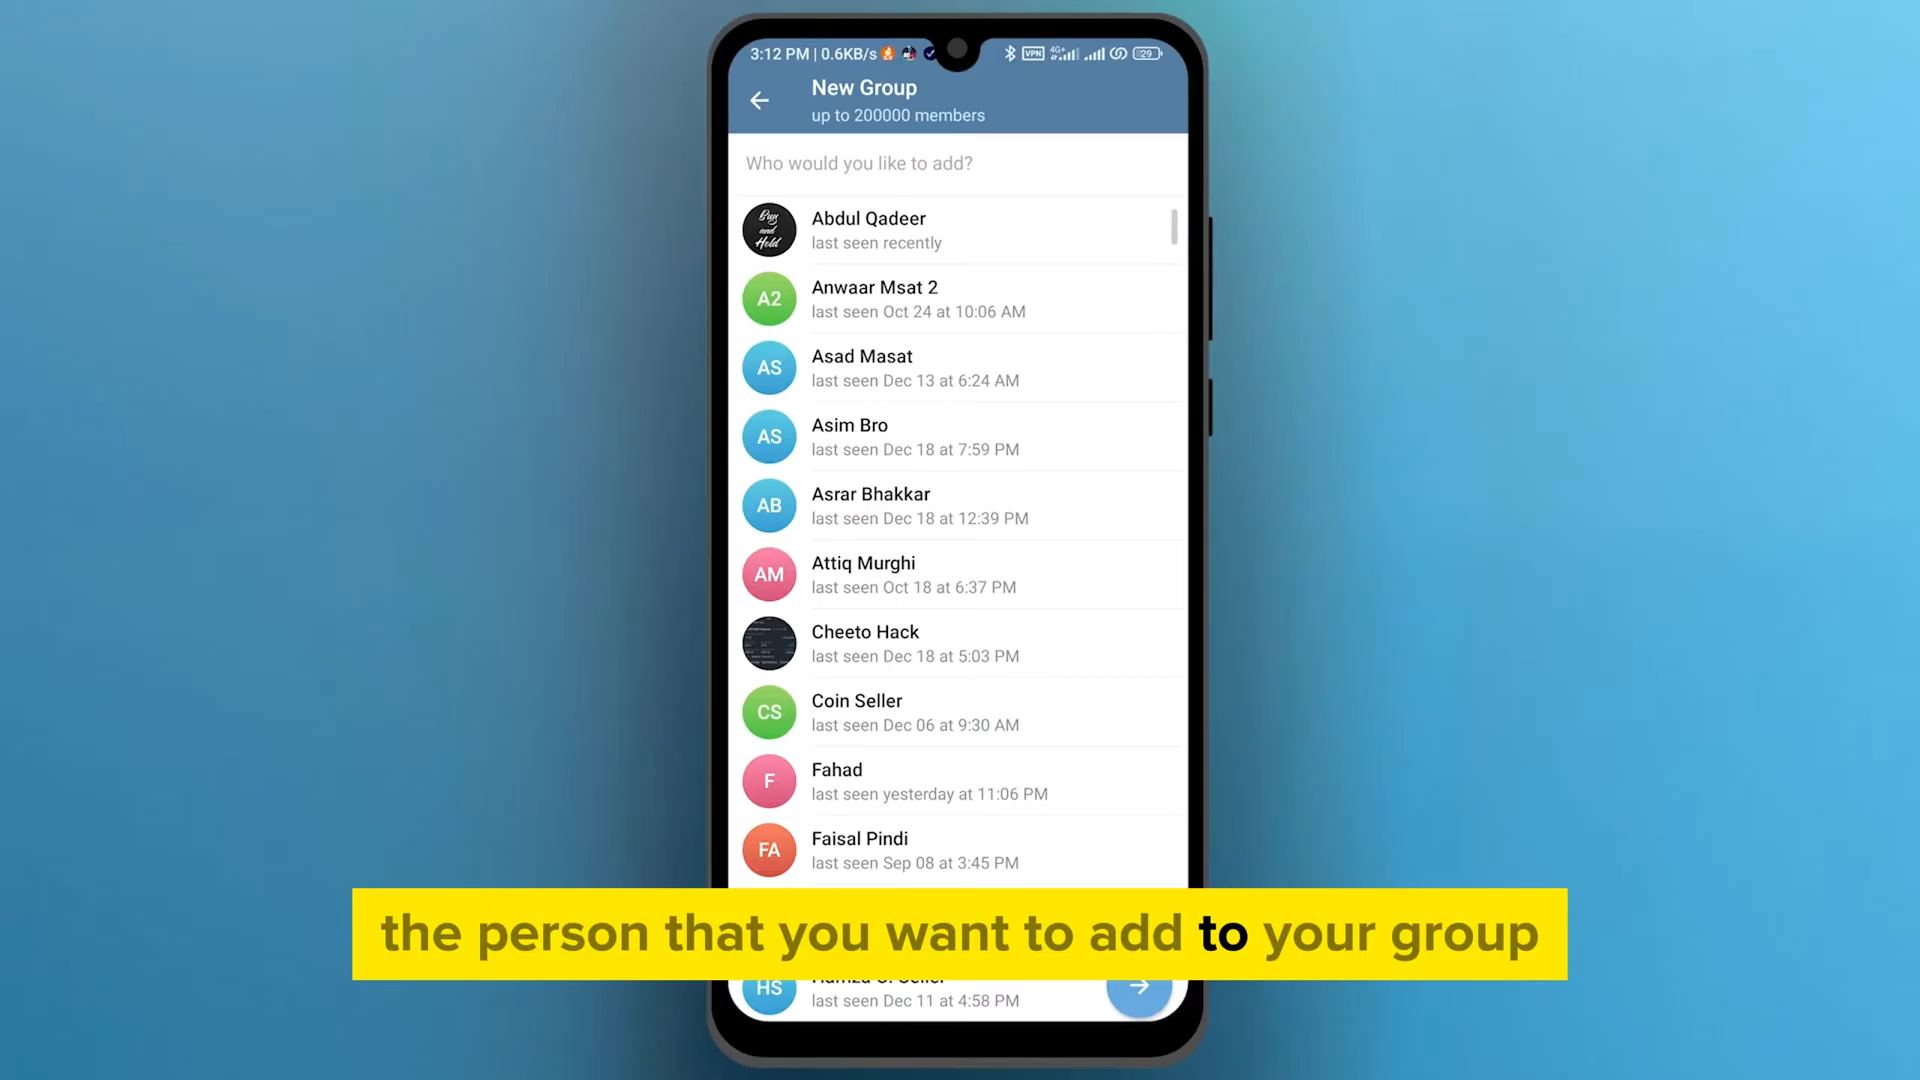 3:12 PM | 0.6KB/s
VPN 4G+ 29
New Group
up to 200000 members
Who would you like to add?
Buy
and
Hold
Abdul Qadeer
last seen recently
A2
Anwaar Msat 2
last seen Oct 24 at 10:06 AM
AS
Asad Masat
last seen Dec 13 at 6:24 AM
AS
Asim Bro
last seen Dec 18 at 7:59 PM
AB
Asrar Bhakkar
last seen Dec 18 at 12:39 PM
AM
Attiq Murghi
last seen Oct 18 at 6:37 PM
Cheeto Hack
last seen Dec 18 at 5:03 PM
CS
Coin Seller
last seen Dec 06 at 9:30 AM
F
Fahad
last seen yesterday at 11:06 PM
FA
Faisal Pindi
last seen Sep 08 at 3:45 PM
the person that you want to add to your group
HS
last seen Dec 11 at 4:58 PM